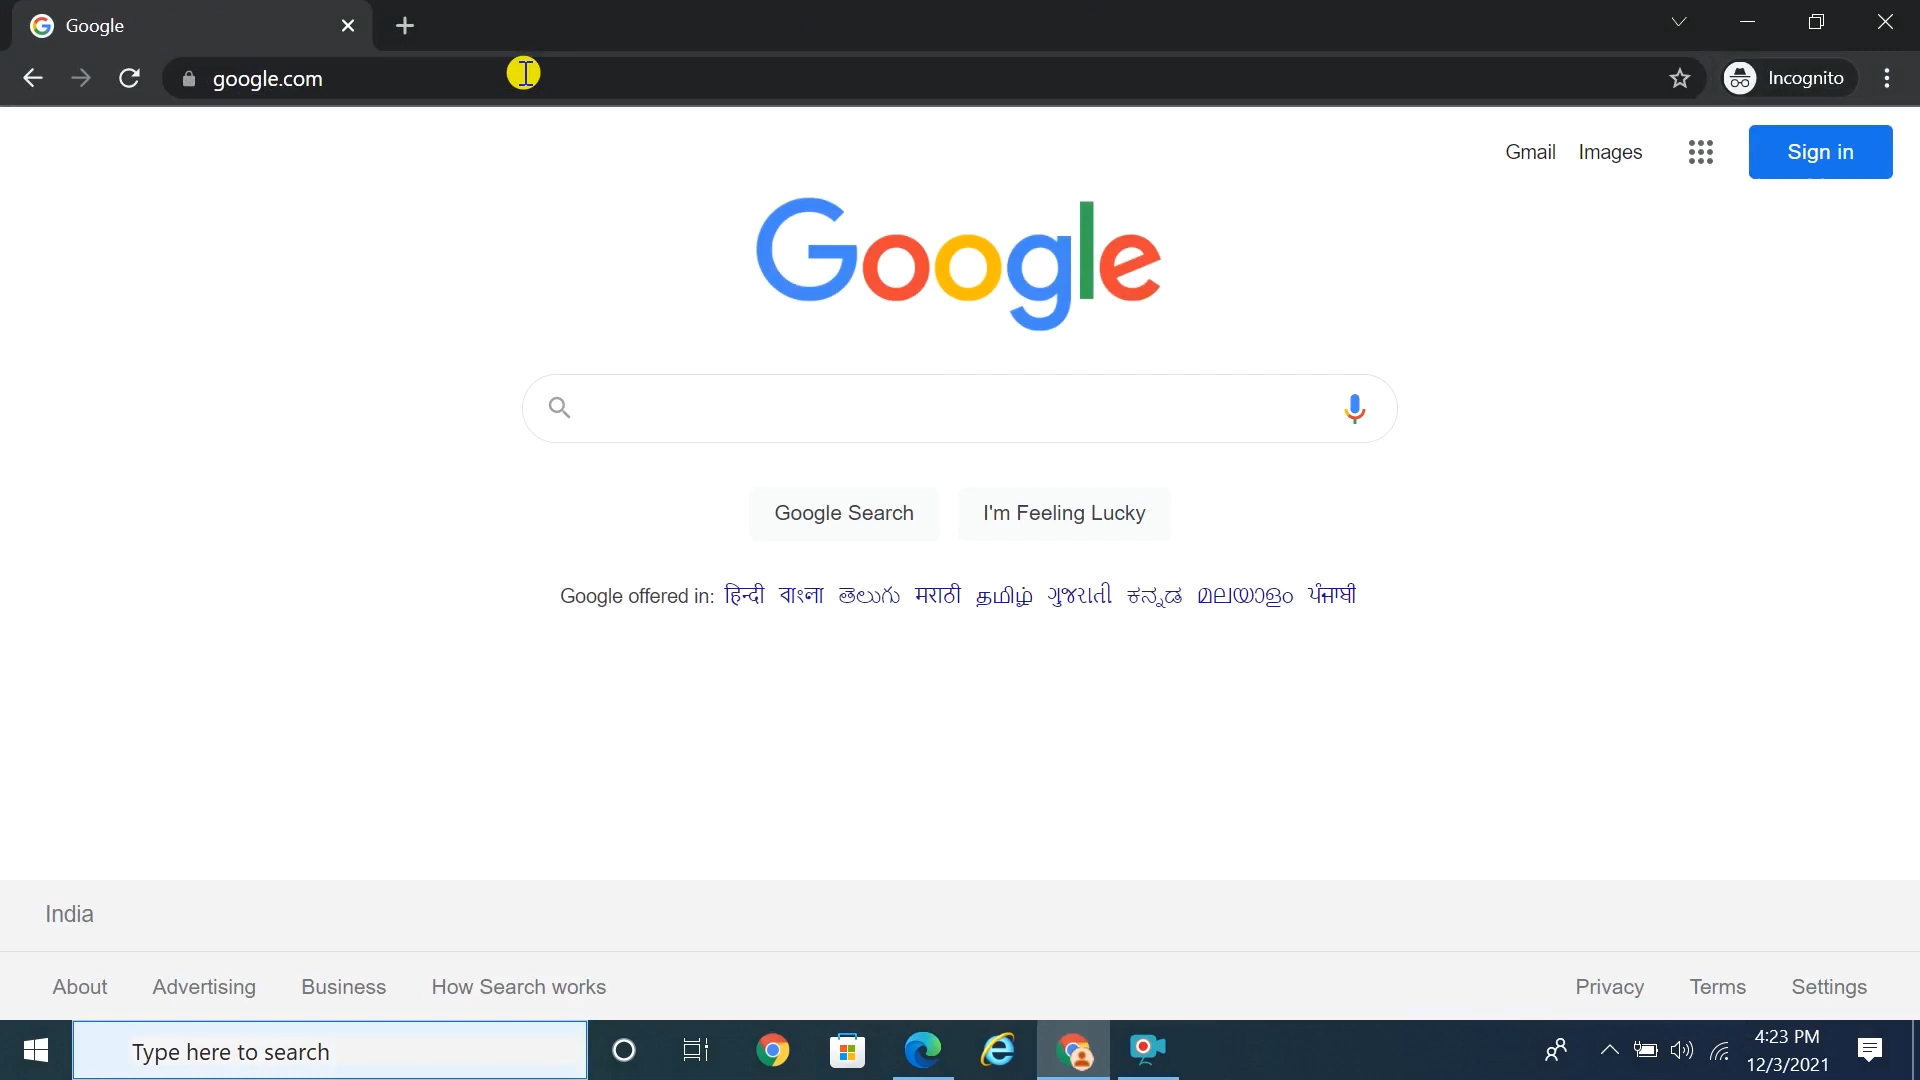 Google
google.com
Incognito
Gmail Images
Sign in
Google
Google Search I'm Feeling Lucky
Google offered in: हिन्दी বাংলা తెలుగు मराठी தமிழ் ગુજરાતી ಕನ್ನಡ മലയാളം ਪੰਜਾਬੀ
India
About Advertising Business How Search works Privacy Terms Settings
Type here to search
4:23 PM
12/3/2021